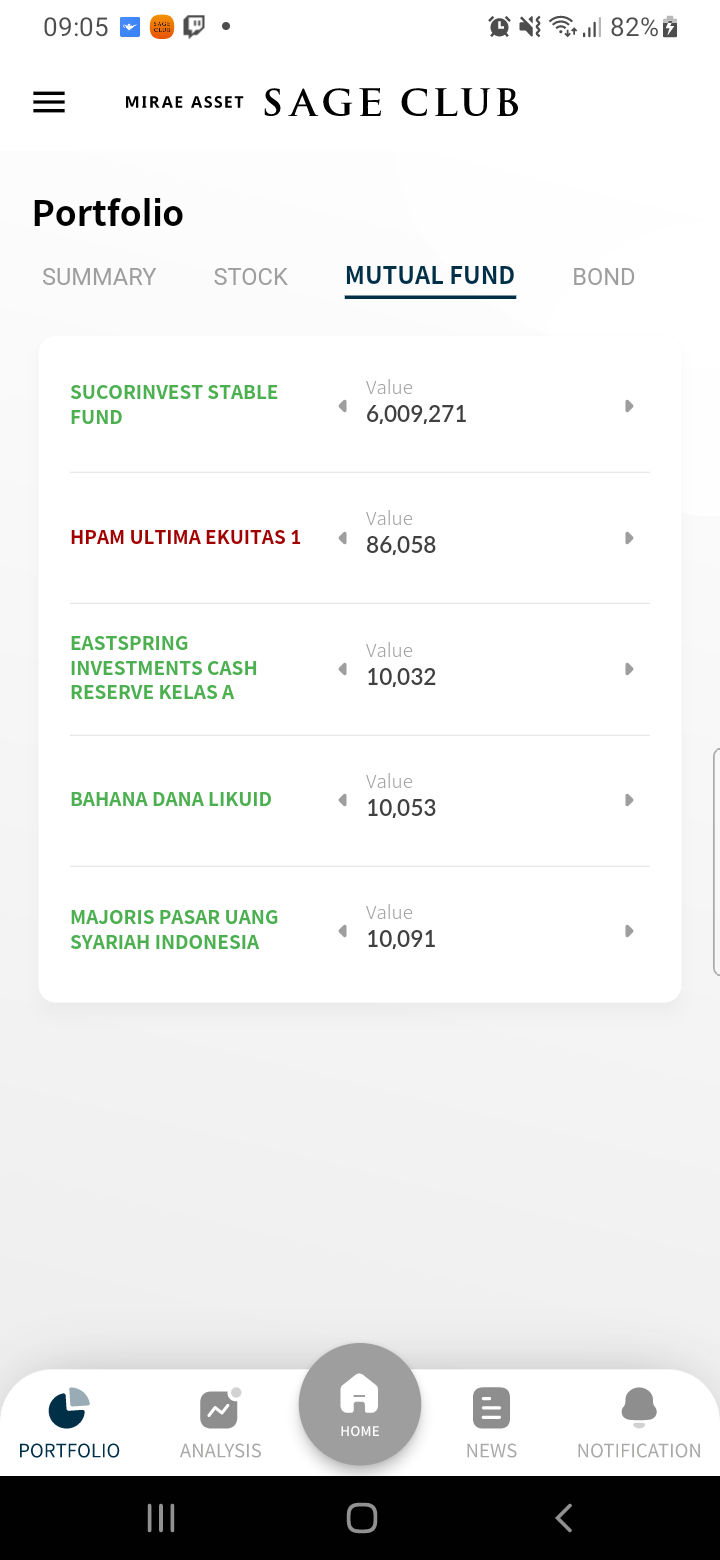 09:05
82%
MIRAE ASSET SAGE CLUB
Portfolio
SUMMARY STOCK MUTUAL FUND BOND
SUCORINVEST STABLE
FUND
Value
6,009,271
HPAM ULTIMA EKUITAS 1
Value
86,058
EASTSPRING
INVESTMENTS CASH
RESERVE KELAS A
Value
10,032
BAHANA DANA LIKUID
Value
10,053
MAJORIS PASAR UANG
SYARIAH INDONESIA
Value
10,091
PORTFOLIO ANALYSIS HOME NEWS NOTIFICATION